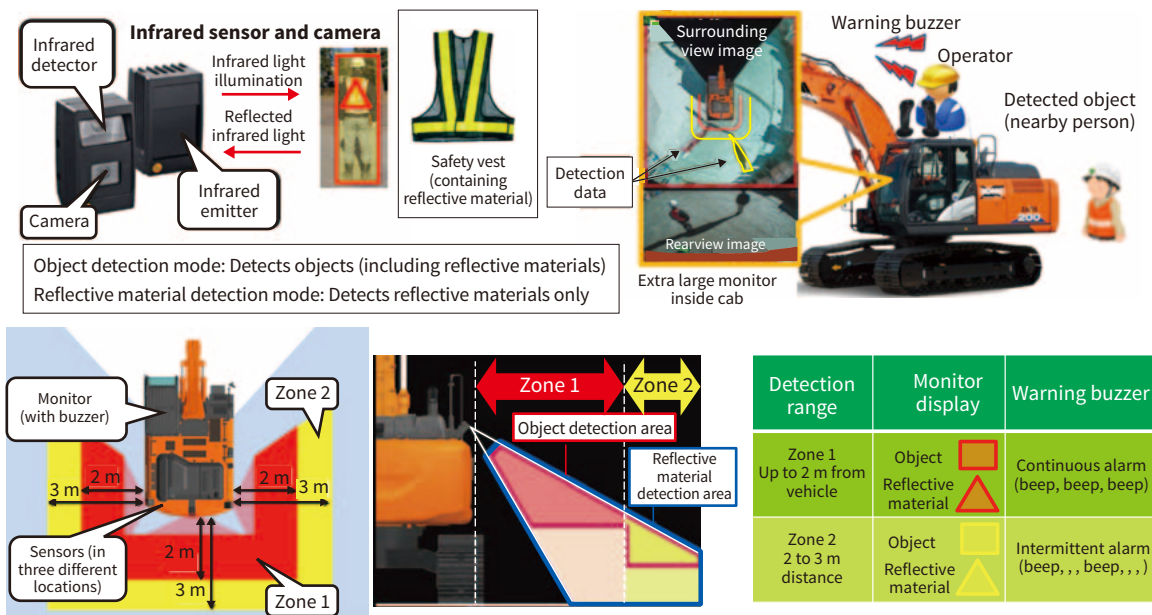 Infrared sensor and camera
Infrared
detector
Infrared light
illumination
Reflected
infrared light
Infrared
emitter
Camera
Safety vest
(containing
reflective material)
Object detection mode: Detects objects (including reflective materials)
Reflective material detection mode: Detects reflective materials only
Surrounding
view image
Detection
data
Rearview image
Extra large monitor
inside cab
Warning buzzer
Operator
Detected object
(nearby person)
200
Monitor
(with buzzer)
Zone 2
2 m
3 m
2 m
3 m
2 m
3 m
Sensors (in
three different
locations)
Zone 1
Zone 1
Zone 2
Object detection area
Reflective
material
detection area
Detection
range
Monitor
display
Warning buzzer
Zone 1
Up to 2 m from
vehicle
Object
Reflective
material
Continuous alarm
(beep, beep, beep)
Zone 2
2 to 3 m
distance
Object
Reflective
material
Intermittent alarm
(beep, , , beep, , , )